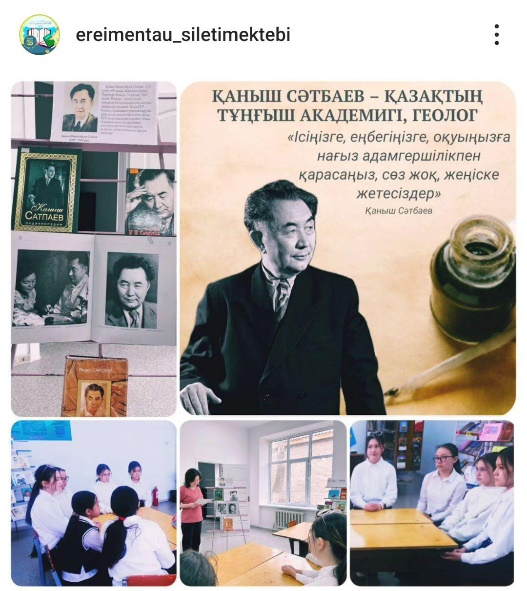 ereimentau_siletimektebi
ҚАНЫШ СӘТБАЕВ – ҚАЗАҚТЫҢ
ТҰҢҒЫШ АКАДЕМИГІ, ГЕОЛОГ
«Ісіңізге, еңбегіңізге, оқуыңызға
нағыз адамгершілікпен
қарасаңыз, сөз жоқ, жеңіске
жетесіздер»
Қаныш Сәтбаев
Каныш
САТПАЕВ